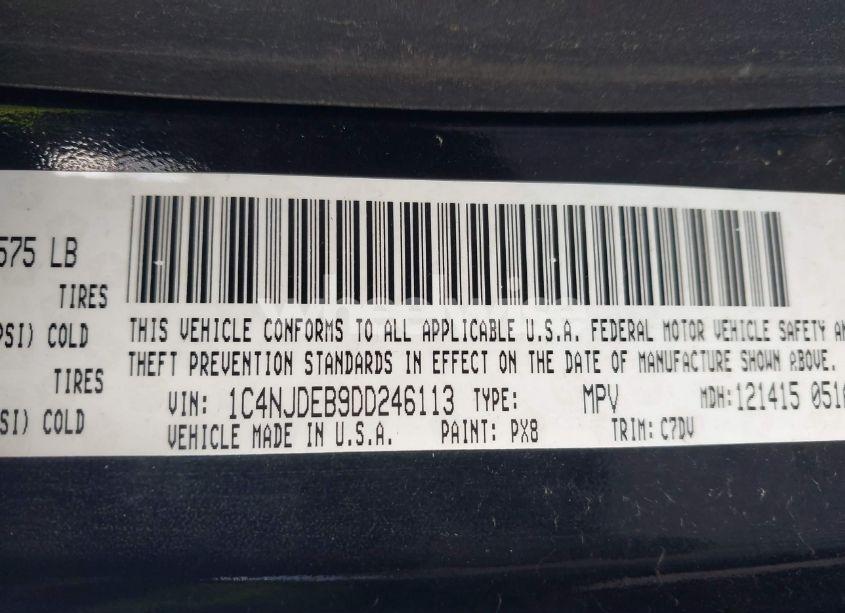 575 LB
TIRES
PSI) COLD
TIRES
SI) COLD
THIS VEHICLE CONFORMS TO ALL APPLICABLE U.S.A. FEDERAL MOTOR VEHICLE SAFETY
THEFT PREVENTION STANDARDS IN EFFECT ON THE DATE OF MANUFACTURE SHOWN ABOVE.
VIN: 1C4NJDEB9DD246113 TYPE: MPV MDH: 121415 051
VEHICLE MADE IN U.S.A. PAINT: PX8 TRIM: C7DV